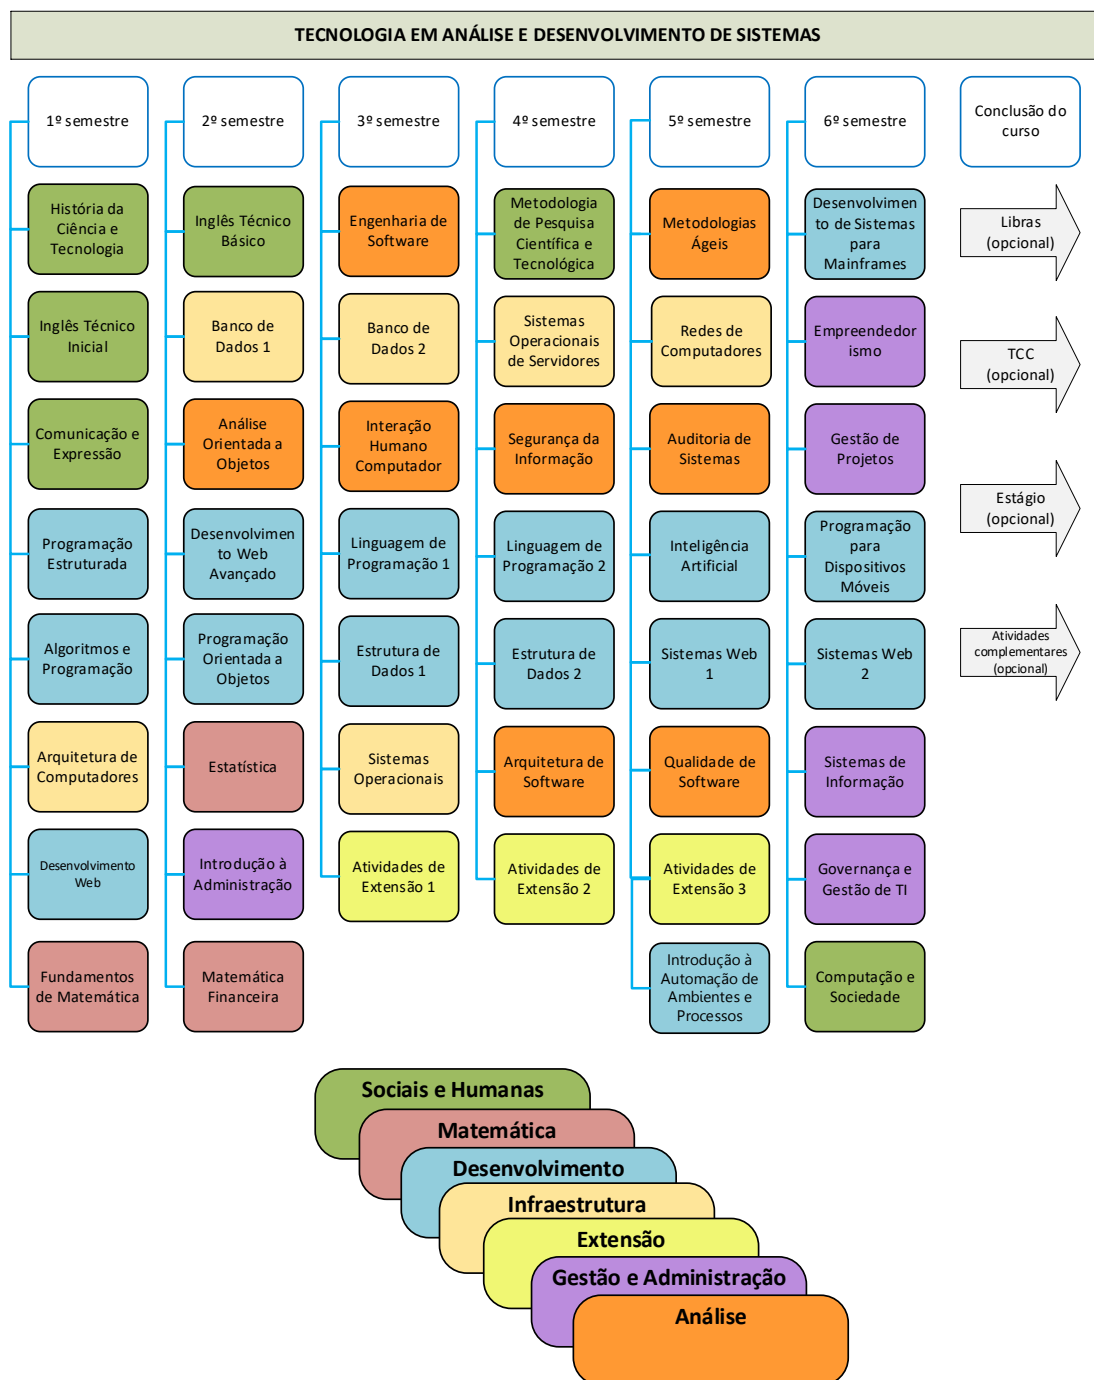 TECNOLOGIA EM ANÁLISE E DESENVOLVIMENTO DE SISTEMAS
1º semestre
História da
Ciência e
Tecnologia
Inglês Técnico
Inicial
Comunicação e
Expressão
Programação
Estruturada
Algoritmos e
Programação
Arquitetura de
Computadores
Desenvolvimento
Web
Fundamentos
de Matemática
2º semestre
Inglês Técnico
Básico
Banco de
Dados 1
Análise
Orientada a
Objetos
Desenvolvimen
to Web
Avançado
Programação
Orientada a
Objetos
Estatística
Introdução à
Administração
Matemática
Financeira
3º semestre
Engenharia de
Software
Banco de
Dados 2
Interação
Humano
Computador
Linguagem de
Programação 1
Estrutura de
Dados 1
Sistemas
Operacionais
Atividades de
Extensão 1
4º semestre
Metodologia
de Pesquisa
Científica e
Tecnológica
Sistemas
Operacionais
de Servidores
Segurança da
Informação
Linguagem de
Programação 2
Estrutura de
Dados 2
Arquitetura de
Software
Atividades de
Extensão 2
5º semestre
Metodologias
Ágeis
Redes de
Computadores
Auditoria de
Sistemas
Inteligência
Artificial
Sistemas Web
1
Qualidade de
Software
Atividades de
Extensão 3
Introdução à
Automação de
Ambientes e
Processos
6º semestre
Desenvolvimen
to de Sistemas
para
Mainframes
Empreendedor
ismo
Gestão de
Projetos
Programação
para
Dispositivos
Móveis
Sistemas Web
2
Sistemas de
Informação
Governança e
Gestão de TI
Computação e
Sociedade
Conclusão do
curso
Libras
(opcional)
TCC
(opcional)
Estágio
(opcional)
Atividades
complementares
(opcional)
Sociais e Humanas
Matemática
Desenvolvimento
Infraestrutura
Extensão
Gestão e Administração
Análise